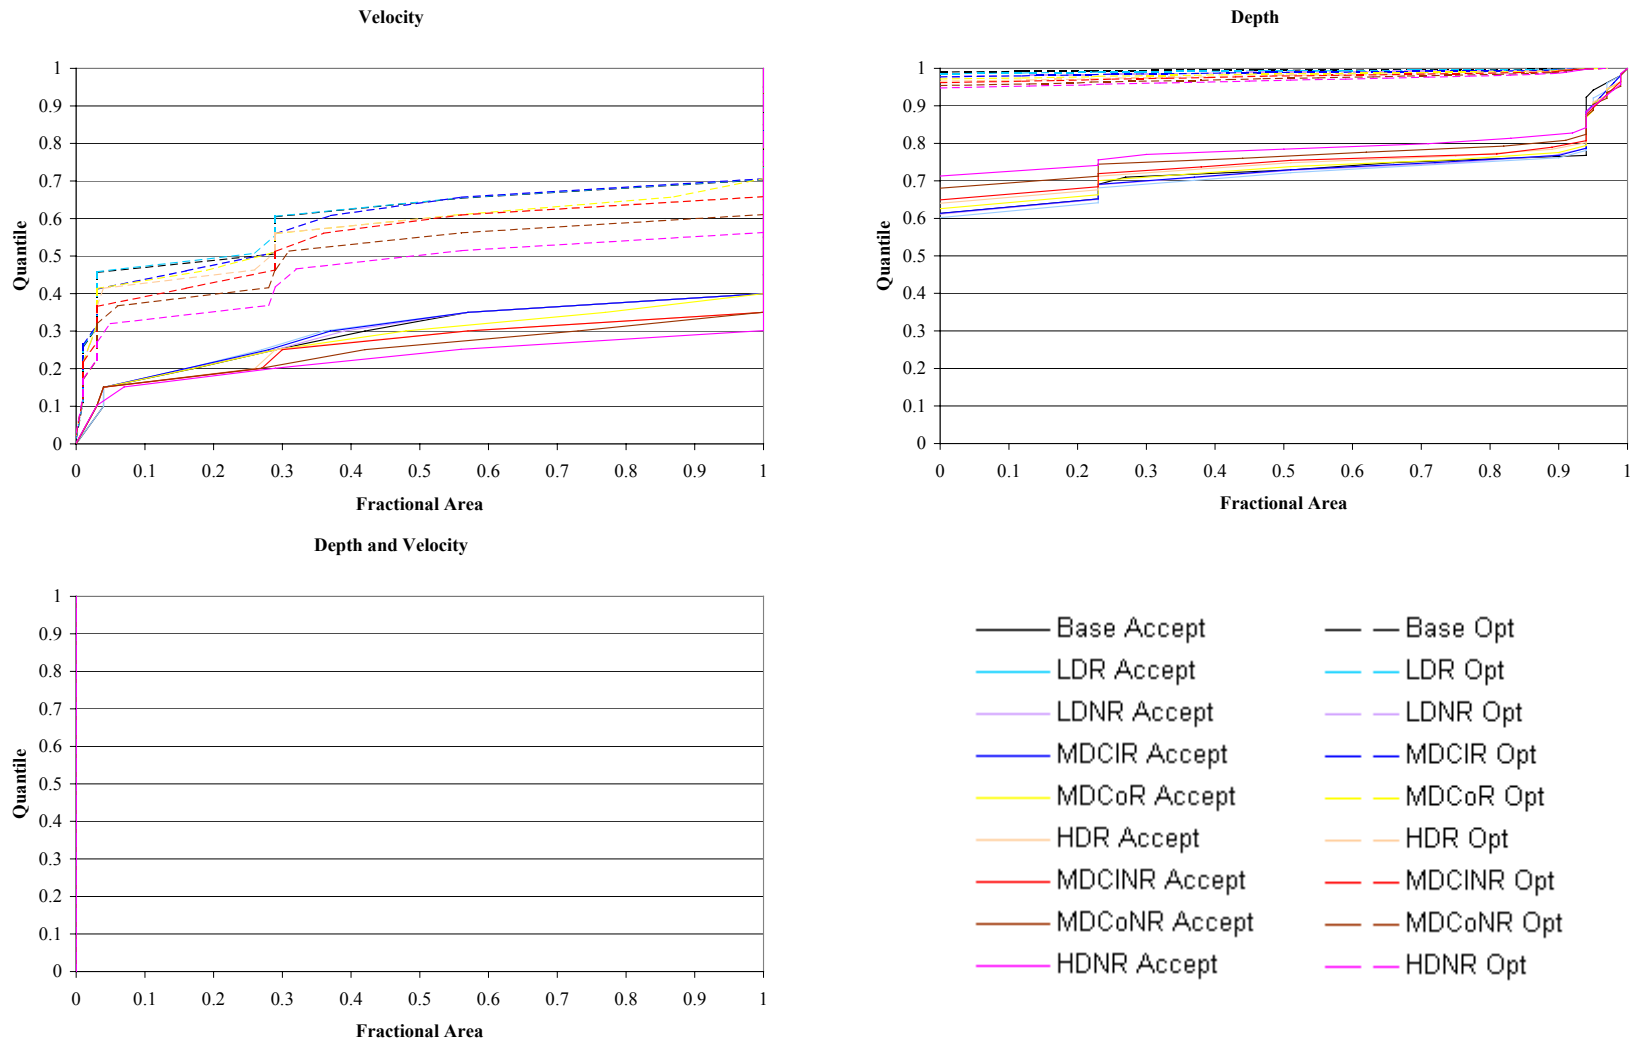 Velocity
1
0.9
0.8
0.7
0.6
0.5
0.4
0.3
0.2
0.1
0
Quantile
0 0.1 0.2 0.3 0.4 0.5 0.6 0.7 0.8 0.9 1
Fractional Area
Depth
1
0.9
0.8
0.7
0.6
0.5
0.4
0.3
0.2
0.1
0
Quantile
0 0.1 0.2 0.3 0.4 0.5 0.6 0.7 0.8 0.9 1
Fractional Area
Depth and Velocity
1
0.9
0.8
0.7
0.6
0.5
0.4
0.3
0.2
0.1
0
Quantile
0 0.1 0.2 0.3 0.4 0.5 0.6 0.7 0.8 0.9 1
Fractional Area
Base Accept Base Opt
LDR Accept LDR Opt
LDNR Accept LDNR Opt
MDCIR Accept MDCIR Opt
MDCoR Accept MDCoR Opt
HDR Accept HDR Opt
MDCINR Accept MDCINR Opt
MDCoNR Accept MDCoNR Opt
HDNR Accept HDNR Opt